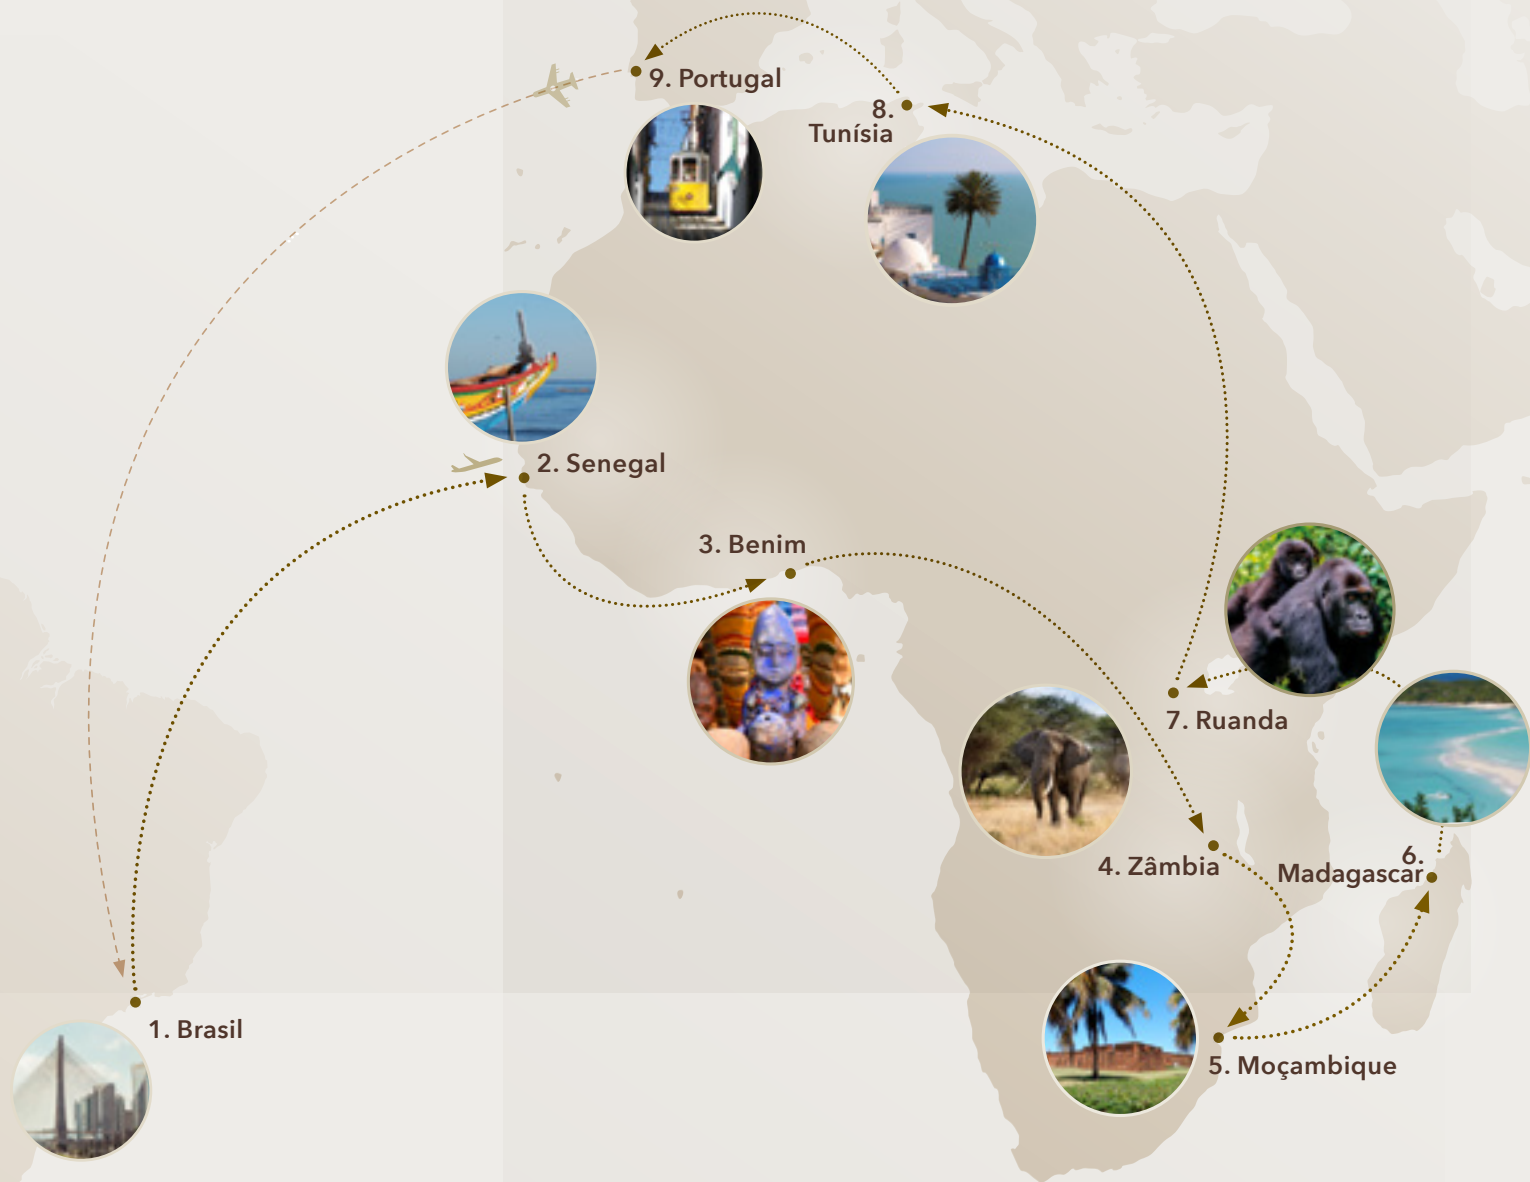 1. Brasil
2. Senegal
3. Benim
4. Zâmbia
5. Moçambique
6.
Madagascar
7. Ruanda
8.
Tunísia
9. Portugal